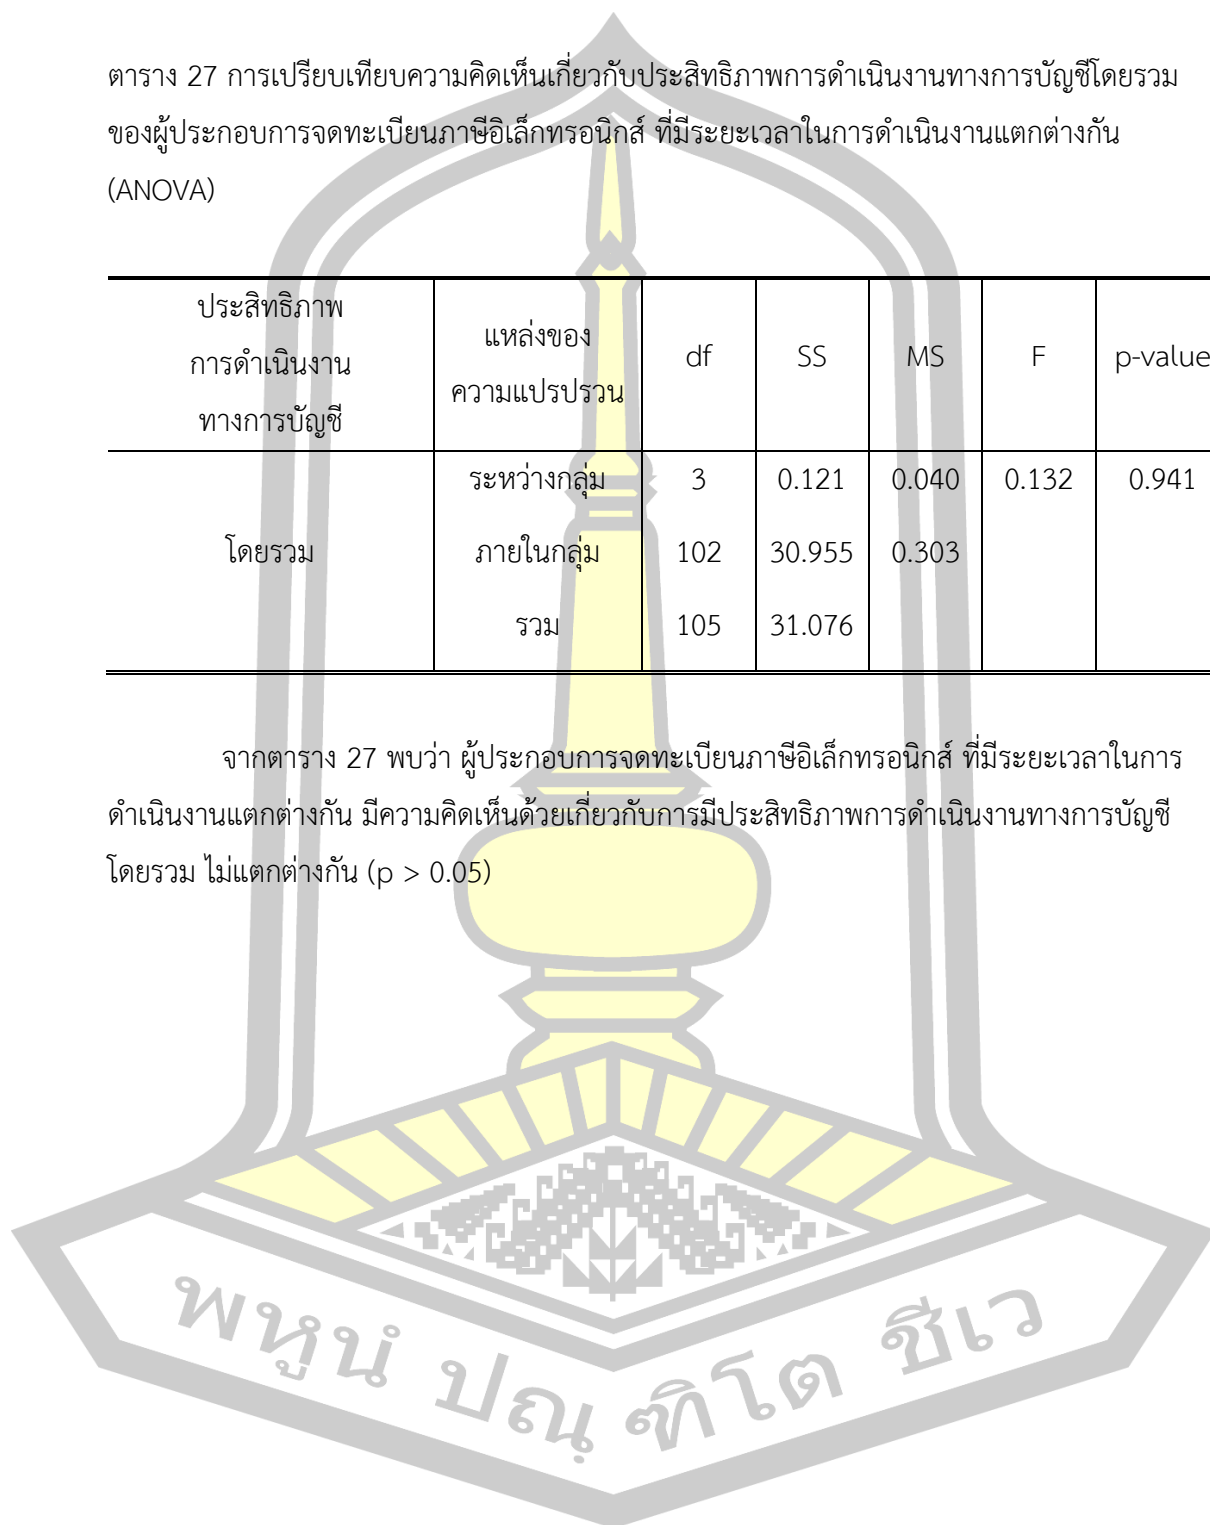 ตาราง 27 การเปรียบเทียบความคิดเห็นเกี่ยวกับประสิทธิภาพการดำเนินงานทางการบัญชีโดยรวม
ของผู้ประกอบการจดทะเบียนภาษีอิเล็กทรอนิกส์ ที่มีระยะเวลาในการดำเนินงานแตกต่างกัน
(ANOVA)
ประสิทธิภาพ
การดำเนินงาน
ทางการบัญชี
แหล่งของ
ความแปรปรวน
df SS MS F p-value
ระหว่างกลุ่ม 3 0.121 0.040 0.132 0.941
โดยรวม ภายในกลุ่ม 102 30.955 0.303
รวม 105 31.076
จากตาราง 27 พบว่า ผู้ประกอบการจดทะเบียนภาษีอิเล็กทรอนิกส์ ที่มีระยะเวลาในการ
ดำเนินงานแตกต่างกัน มีความคิดเห็นด้วยเกี่ยวกับการมีประสิทธิภาพการดำเนินงานทางการบัญชี
โดยรวม ไม่แตกต่างกัน (p > 0.05)
พหูนํ ปณฺฑิโต ชีเว